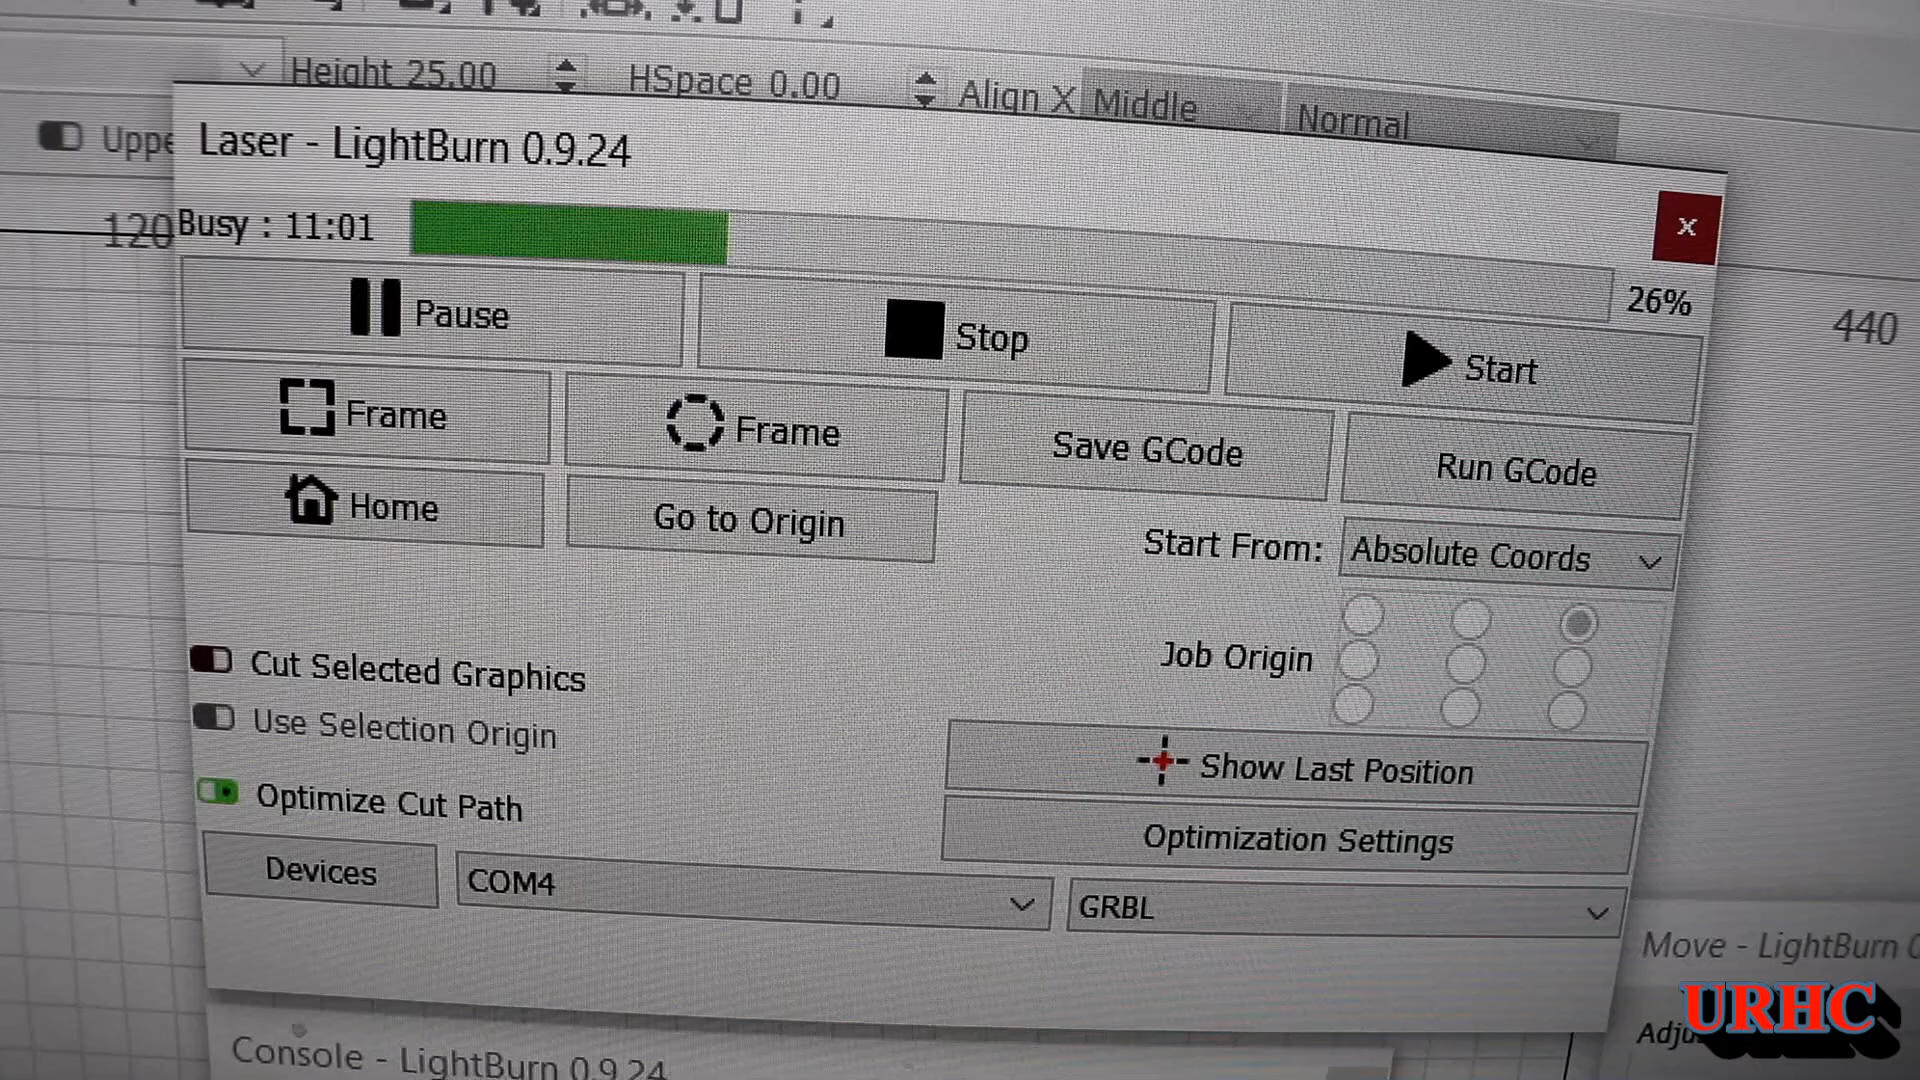 Height 25.00 HSpace 0.00 Align X Middle Normal
Uppe
Laser - LightBurn 0.9.24
x
120
Busy : 11:01
26%
440
Pause Stop Start
Frame Frame Save GCode Run GCode
Home Go to Origin
Start From: Absolute Coords
Job Origin
Cut Selected Graphics
Use Selection Origin
Show Last Position
Optimize Cut Path
Optimization Settings
Devices COM4 GRBL
Move - LightBurn 0
Adju
URHC
Console - LightBurn 0.9.24